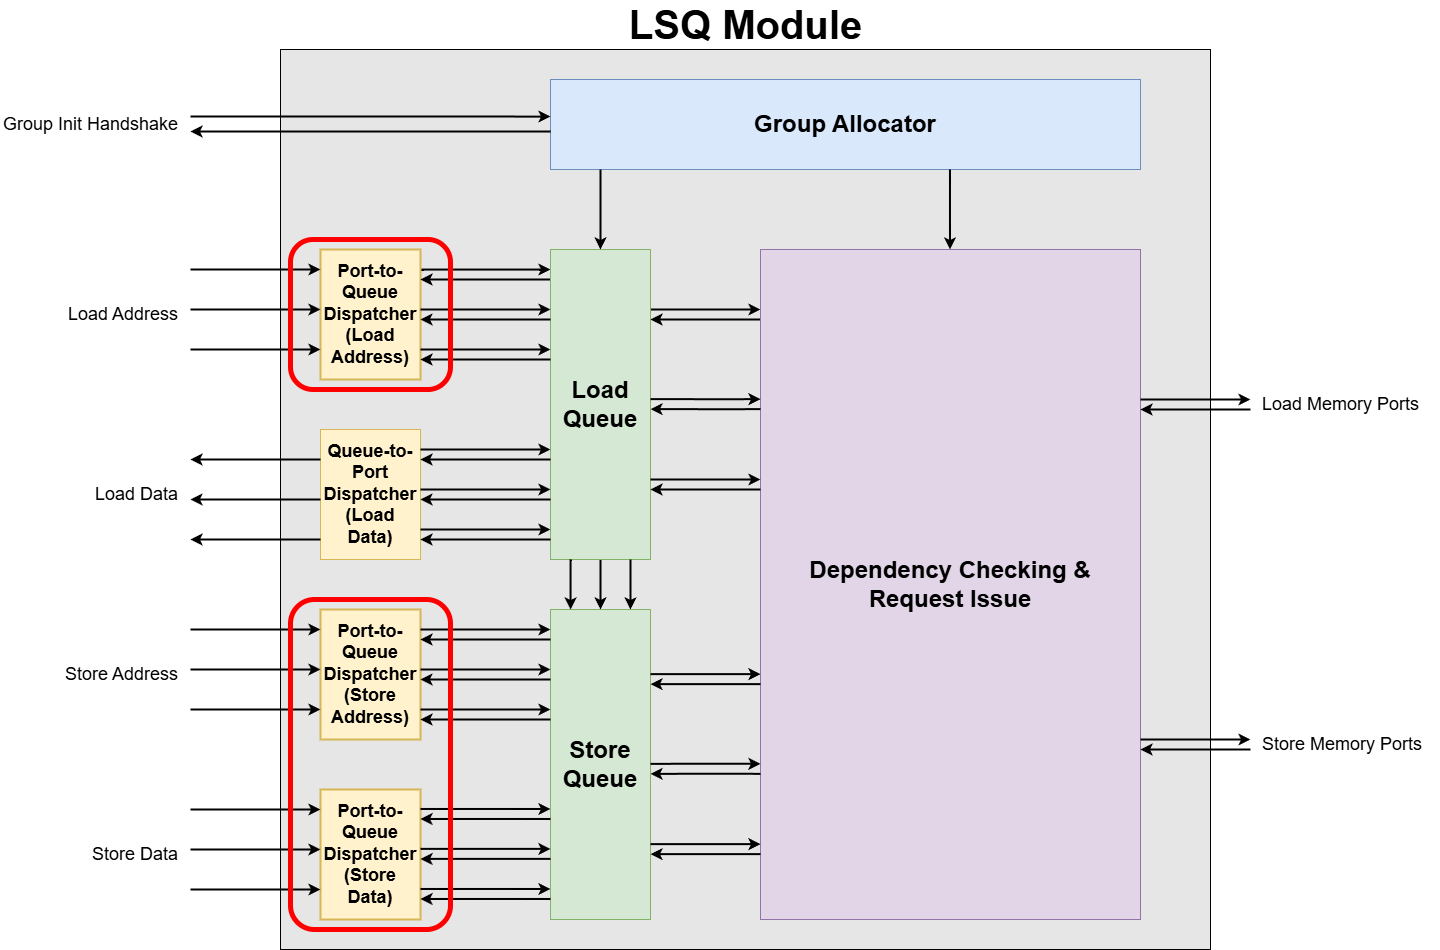 LSQ Module
Group Init Handshake
Group Allocator
Load Address
Port-to-
Queue
Dispatcher
(Load
Address)
Load Data
Queue-to-
Port
Dispatcher
(Load
Data)
Load
Queue
Load Memory Ports
Dependency Checking &
Request Issue
Store Address
Port-to-
Queue
Dispatcher
(Store
Address)
Store
Queue
Store Memory Ports
Store Data
Port-to-
Queue
Dispatcher
(Store
Data)